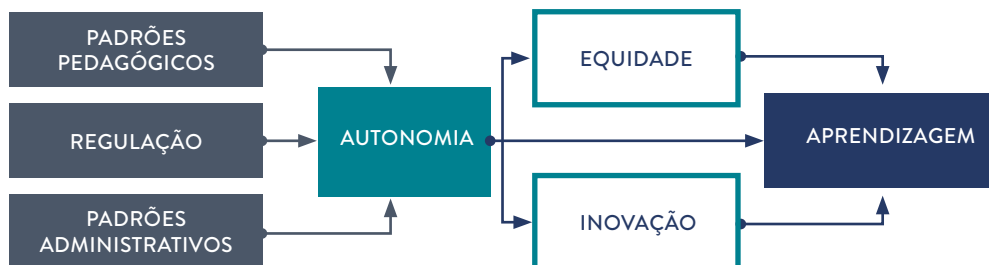 PADRÕES
PEDAGÓGICOS
REGULAÇÃO
PADRÕES
ADMINISTRATIVOS
AUTONOMIA
EQUIDADE
INOVAÇÃO
APRENDIZAGEM